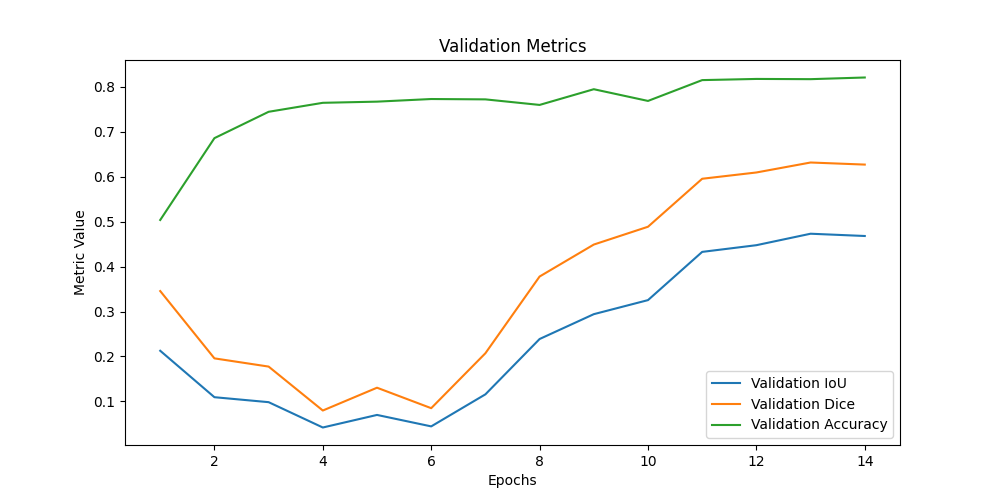 Validation Metrics
Metric Value
0.8
0.7
0.6
0.5
0.4
0.3
0.2
0.1
Validation IoU
Validation Dice
Validation Accuracy
2 4 6 8 10 12 14
Epochs